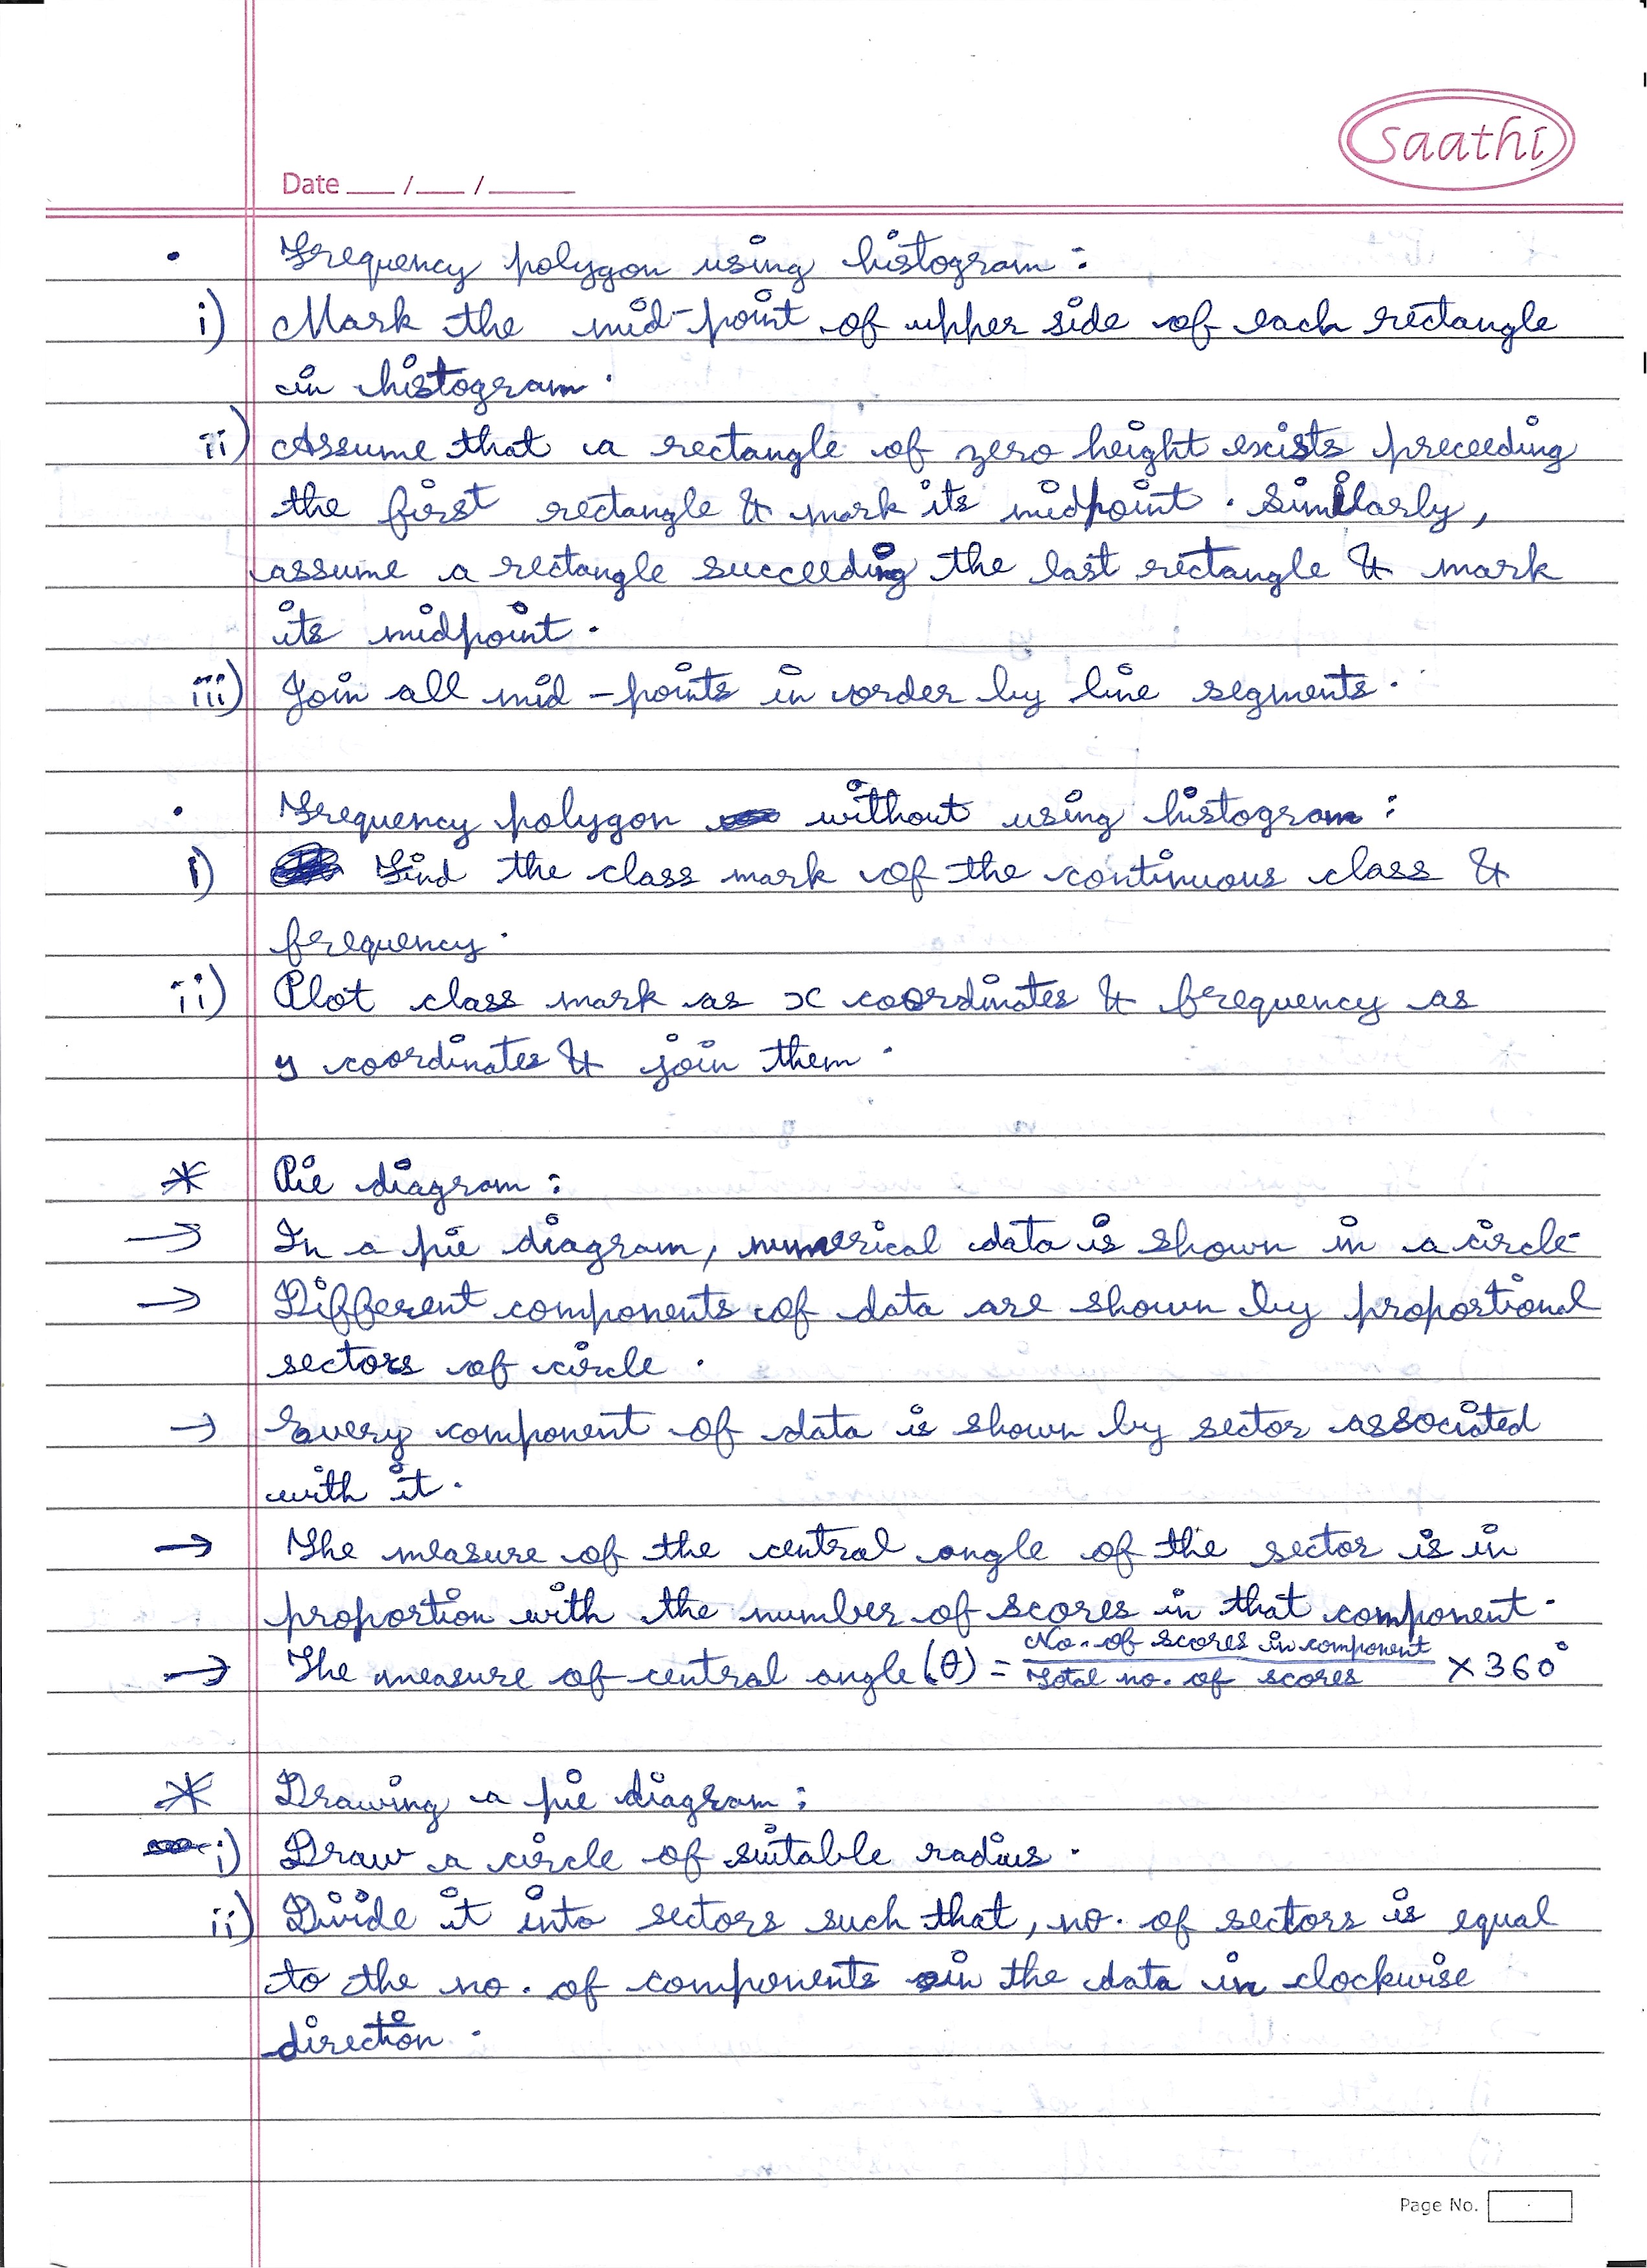 saathi
Date ___ /___ /______
• Frequency polygon using histogram :
i) Mark the mid-point of upper side of each rectangle
in histogram.
ii) Assume that a rectangle of zero height exists preceeding
the first rectangle & mark its midpoint. Similarly,
assume a rectangle succeeding the last rectangle & mark
its midpoint.
iii) Join all mid-points in order by line segments.
• Frequency polygon without using histogram :
i) Find the class mark of the continuous class &
frequency.
ii) Plot class mark as x coordinates & frequency as
y coordinates & join them.
* Pie diagram :
→ In a pie diagram, numerical data is shown in a circle
→ Different components of data are shown by proportional
sectors of circle.
→ Every component of data is shown by sector associated
with it.
→ The measure of the central angle of the sector is in
proportion with the number of scores in that component.
→ The measure of central angle (θ) = No. of scores in component / Total no. of scores × 360°
* Drawing a pie diagram :
i) Draw a circle of suitable radius.
ii) Divide it into sectors such that, no. of sectors is equal
to the no. of components in the data in clockwise
direction.
Page No.